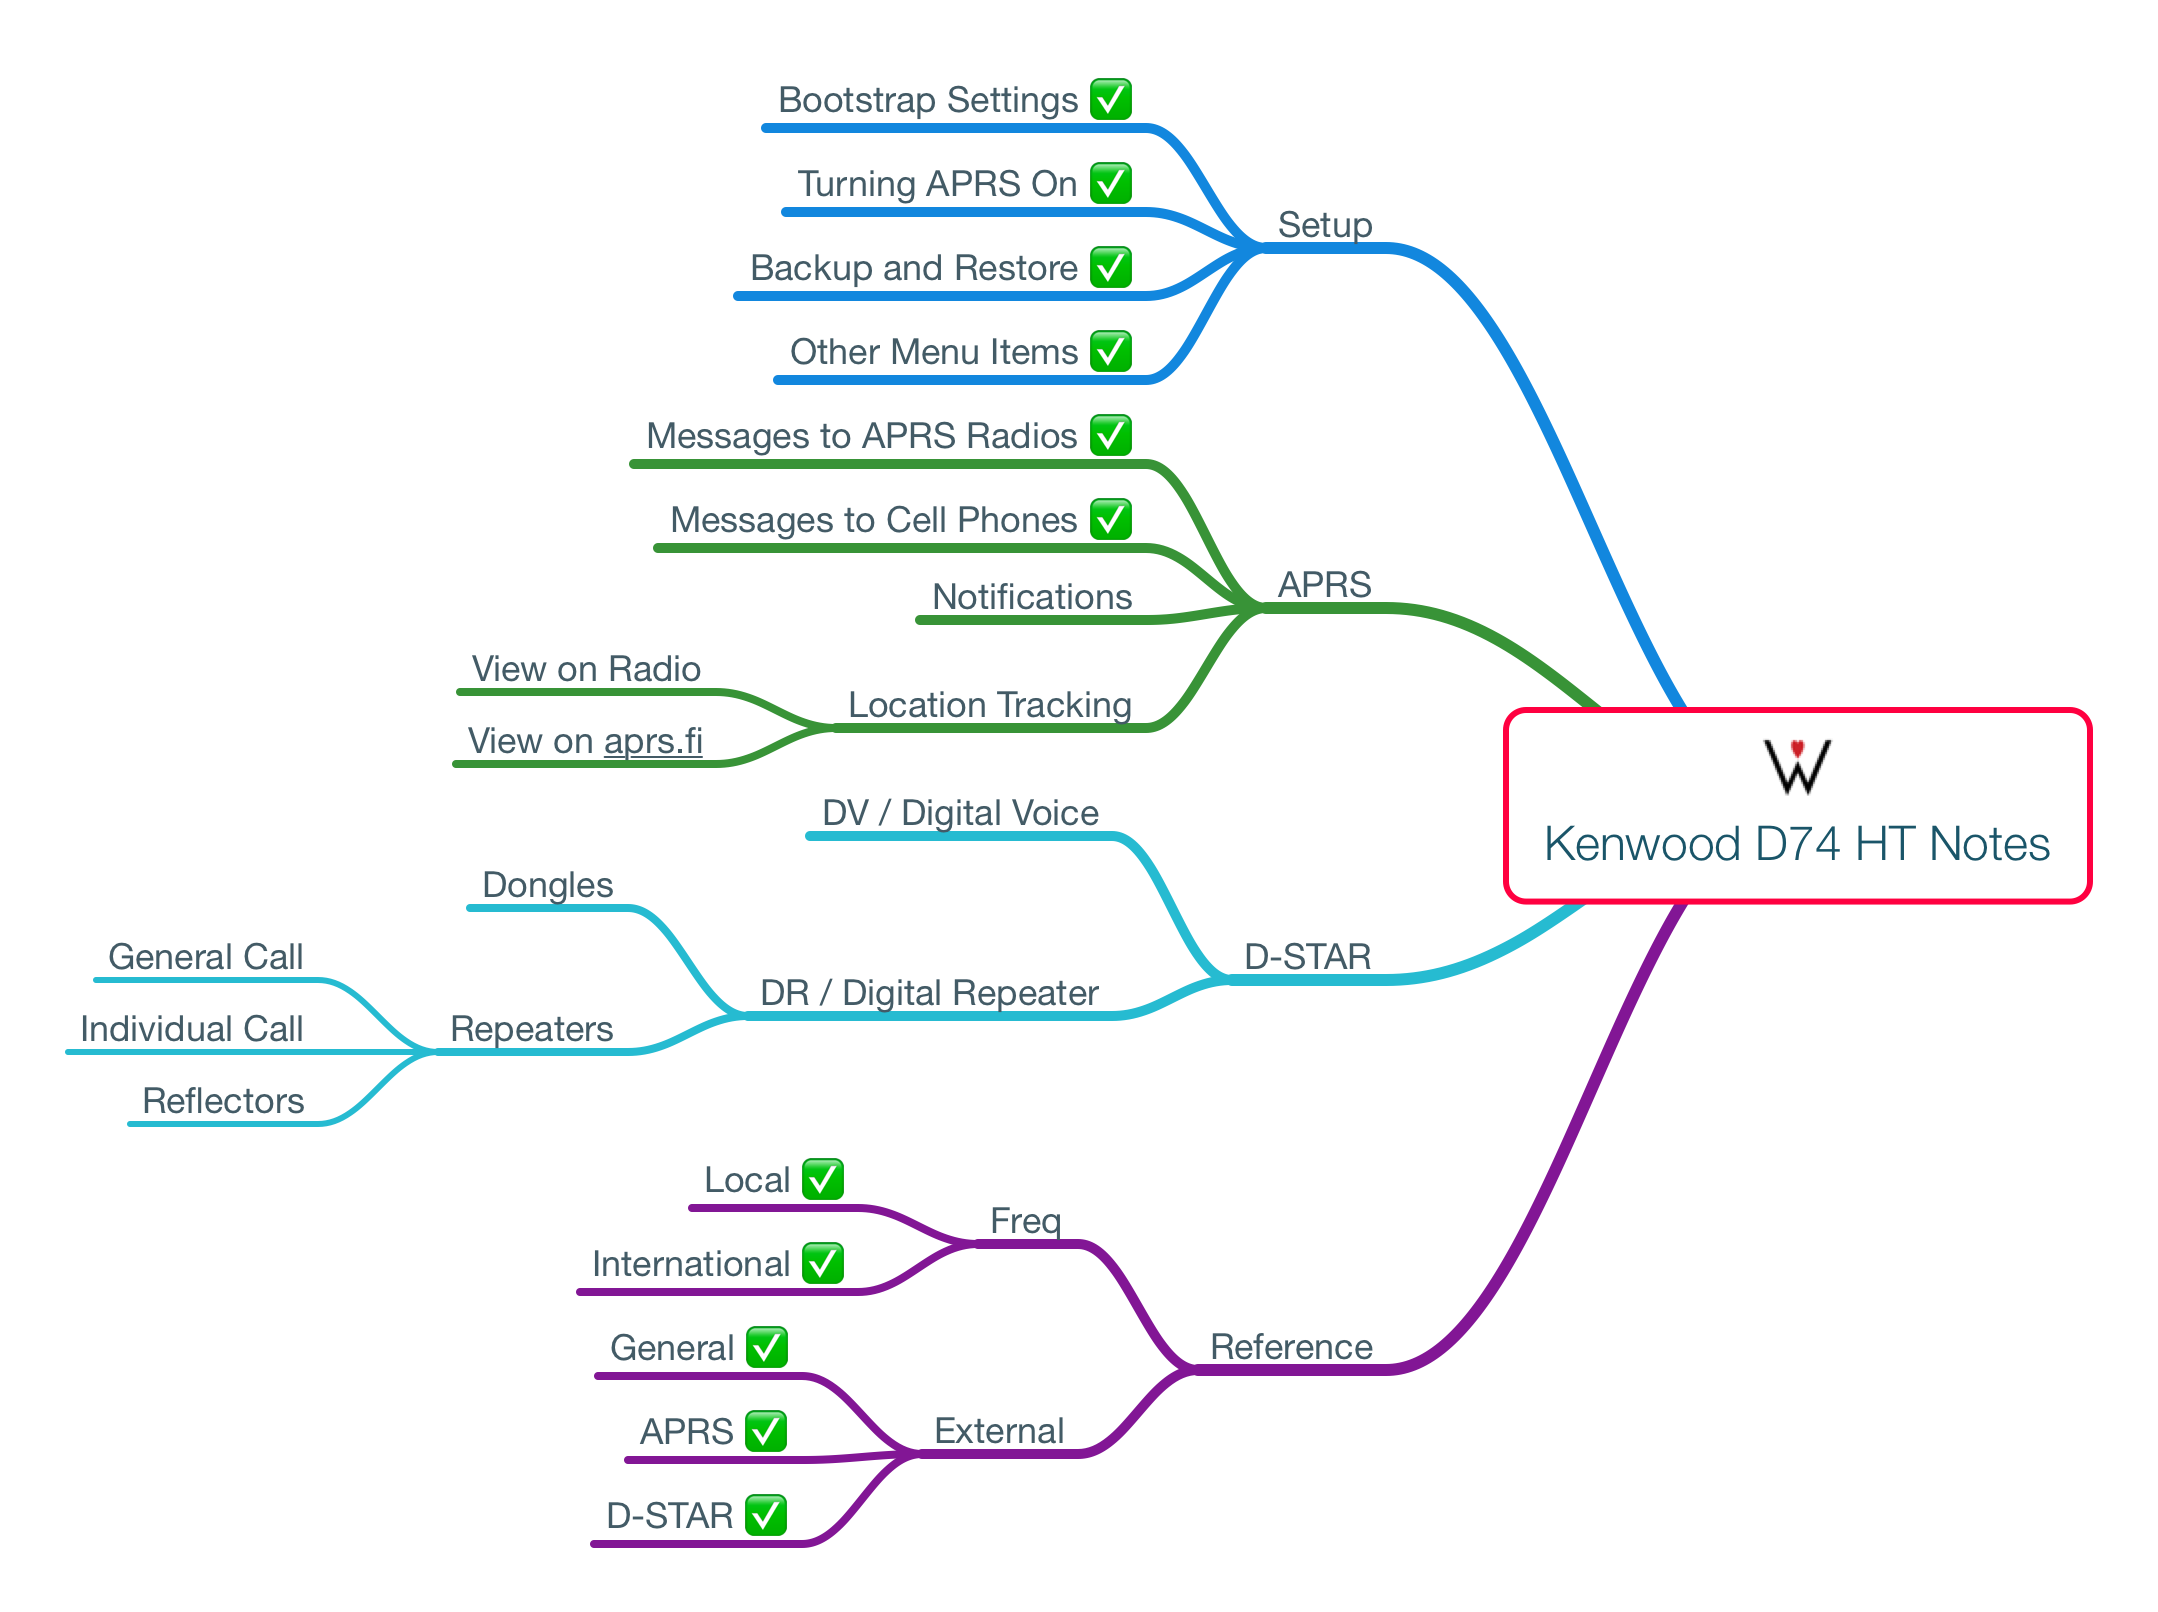 Bootstrap Settings ✅
Turning APRS On ✅
Setup
Backup and Restore ✅
Other Menu Items ✅
Messages to APRS Radios ✅
Messages to Cell Phones ✅
APRS
Notifications
View on Radio
Location Tracking
View on aprs.fi
W
Kenwood D74 HT Notes
DV / Digital Voice
Dongles
D-STAR
General Call
DR / Digital Repeater
Individual Call
Repeaters
Reflectors
Local ✅
Freq
International ✅
General ✅
Reference
APRS ✅
External
D-STAR ✅